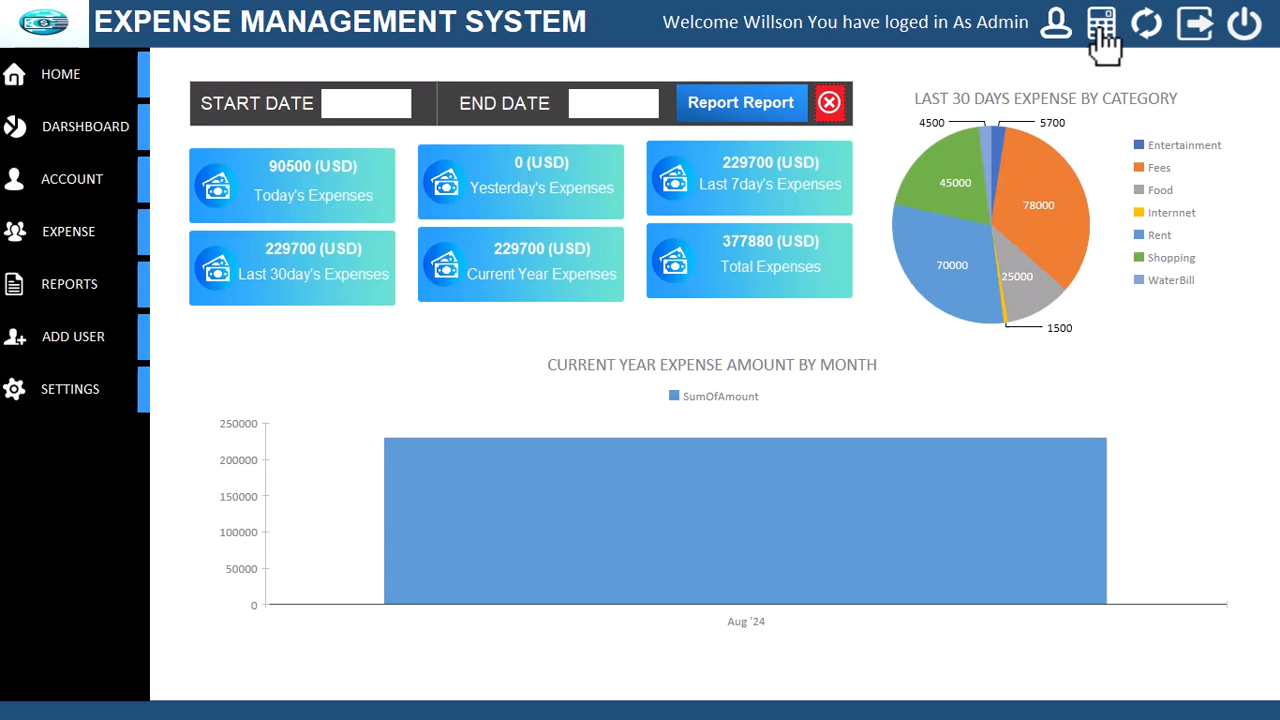 EXPENSE MANAGEMENT SYSTEM
Welcome Willson You have loged in As Admin
HOME
DARSHBOARD
ACCOUNT
EXPENSE
REPORTS
ADD USER
SETTINGS
START DATE
END DATE
Report Report
90500 (USD)
Today's Expenses
0 (USD)
Yesterday's Expenses
229700 (USD)
Last 7day's Expenses
229700 (USD)
Last 30day's Expenses
229700 (USD)
Current Year Expenses
377880 (USD)
Total Expenses
LAST 30 DAYS EXPENSE BY CATEGORY
4500
5700
45000
78000
70000
25000
1500
Entertainment
Fees
Food
Internnet
Rent
Shopping
WaterBill
CURRENT YEAR EXPENSE AMOUNT BY MONTH
SumOfAmount
250000
200000
150000
100000
50000
0
Aug '24